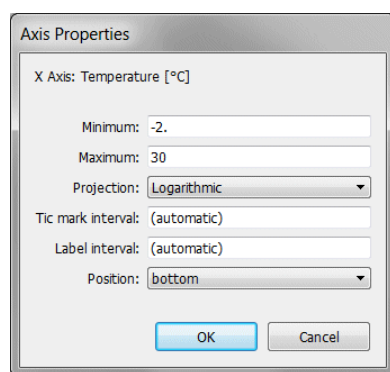 Axis Properties
X Axis: Temperature [°C]
Minimum: -2.
Maximum: 30
Projection: Logarithmic
Tic mark interval: (automatic)
Label interval: (automatic)
Position: bottom
OK Cancel